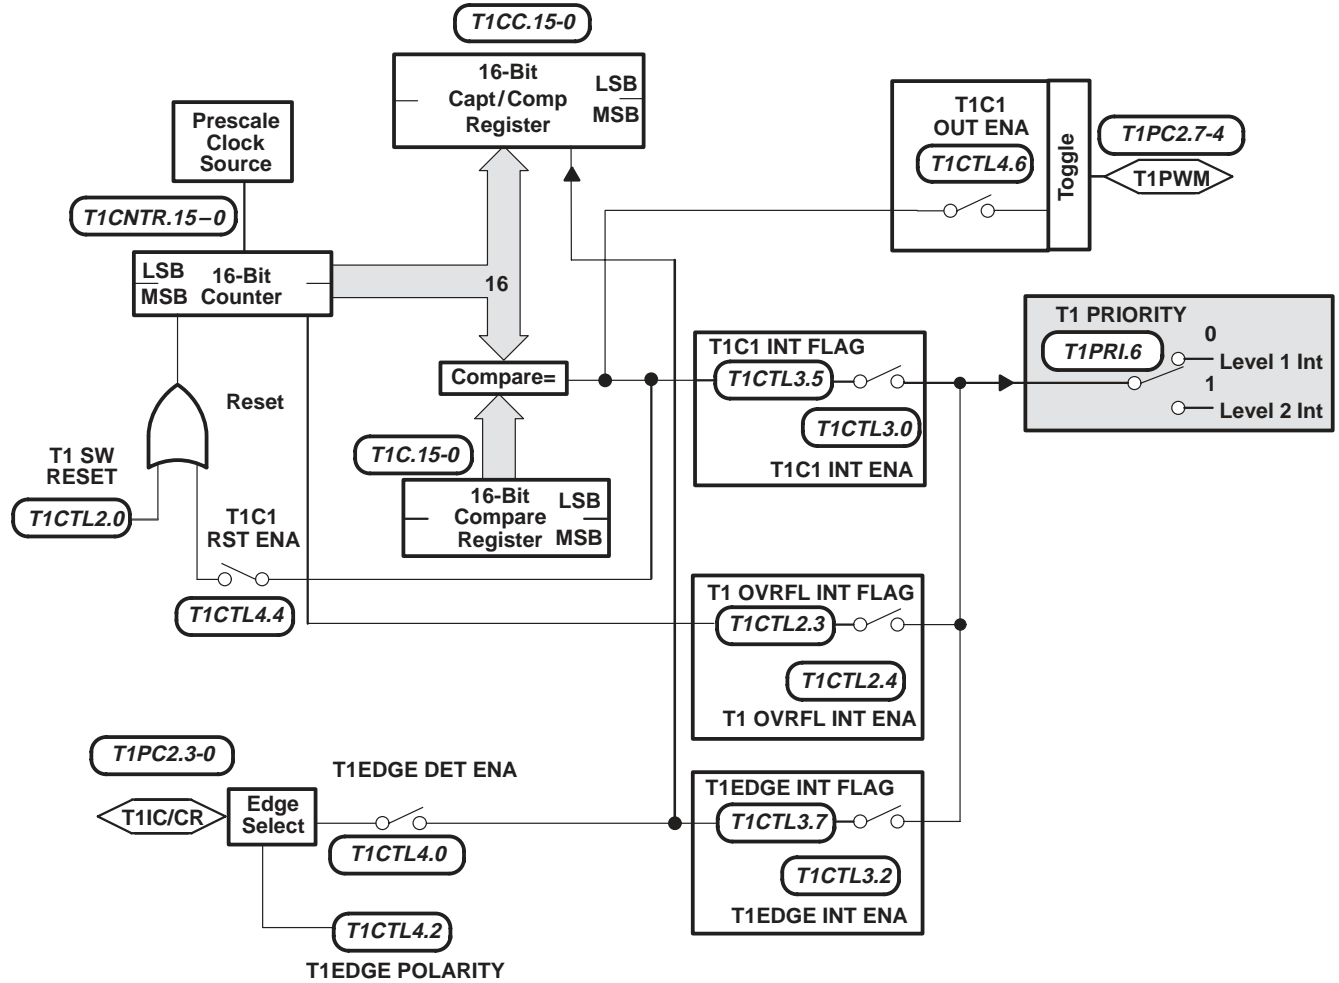 T1CC.15-0
16-Bit
Capt/Comp
Register
LSB
MSB
Prescale
Clock
Source
T1CNTR.15–0
LSB
MSB
16-Bit
Counter
16
T1C1
OUT ENA
T1CTL4.6
Toggle
T1PC2.7-4
T1PWM
T1 PRIORITY
T1PRI.6
0
Level 1 Int
1
Level 2 Int
T1C1 INT FLAG
T1CTL3.5
T1CTL3.0
T1C1 INT ENA
Compare=
Reset
T1C.15-0
16-Bit
Compare
Register
LSB
MSB
T1 SW
RESET
T1CTL2.0
T1C1
RST ENA
T1CTL4.4
T1 OVRFL INT FLAG
T1CTL2.3
T1CTL2.4
T1 OVRFL INT ENA
T1PC2.3-0
T1IC/CR
Edge
Select
T1EDGE DET ENA
T1CTL4.0
T1CTL4.2
T1EDGE POLARITY
T1EDGE INT FLAG
T1CTL3.7
T1CTL3.2
T1EDGE INT ENA